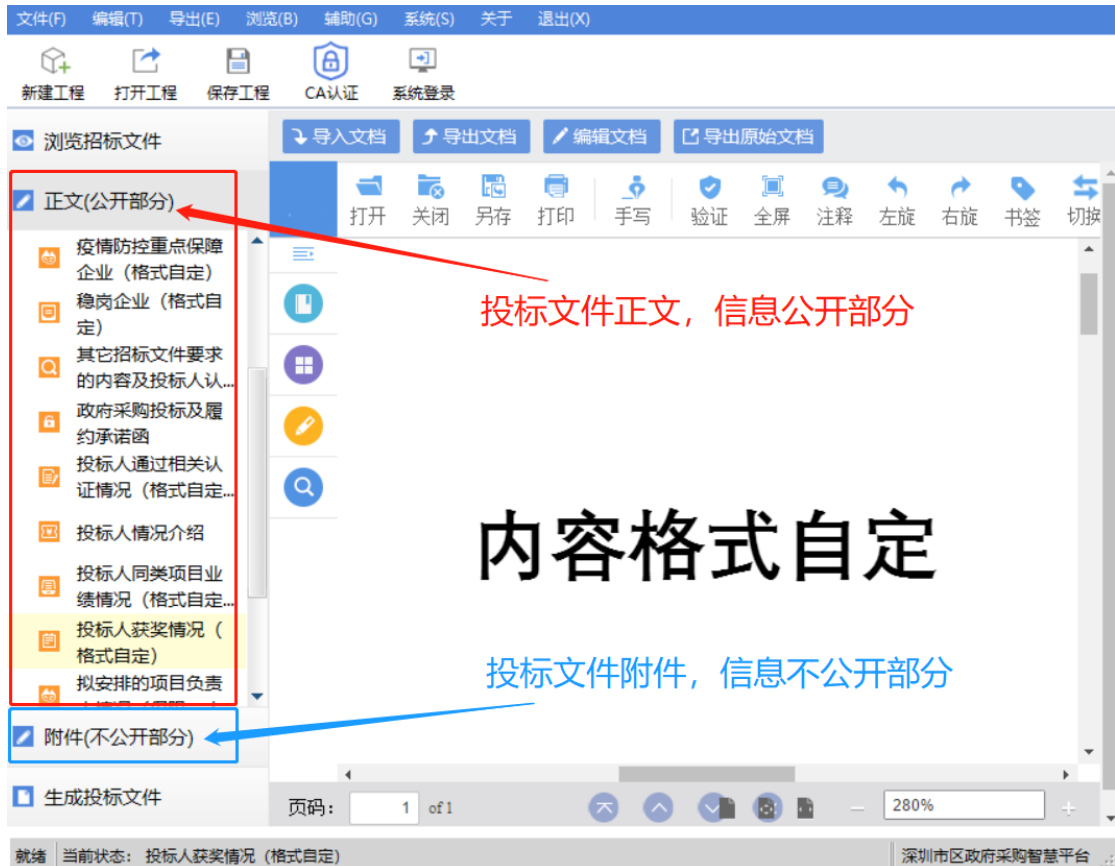 文件(F) 编辑(T) 导出(E) 浏览(B) 辅助(G) 系统(S) 关于 退出(X)
新建工程 打开工程 保存工程 CA认证 系统登录
浏览招标文件
正文(公开部分)
疫情防控重点保障
企业（格式自定）
稳岗企业（格式自
定）
其它招标文件要求
的内容及投标人认...
政府采购投标及履
约承诺函
投标人通过相关认
证情况（格式自定...
投标人情况介绍
投标人同类项目业
绩情况（格式自定...
投标人获奖情况（
格式自定）
拟安排的项目负责
附件(不公开部分)
生成投标文件
导入文档 导出文档 编辑文档 导出原始文档
打开 关闭 另存 打印 手写 验证 全屏 注释 左旋 右旋 书签 切换
投标文件正文，信息公开部分
内容格式自定
投标文件附件，信息不公开部分
页码: 1 of 1 280%
就绪 当前状态: 投标人获奖情况（格式自定） 深圳市区政府采购智慧平台